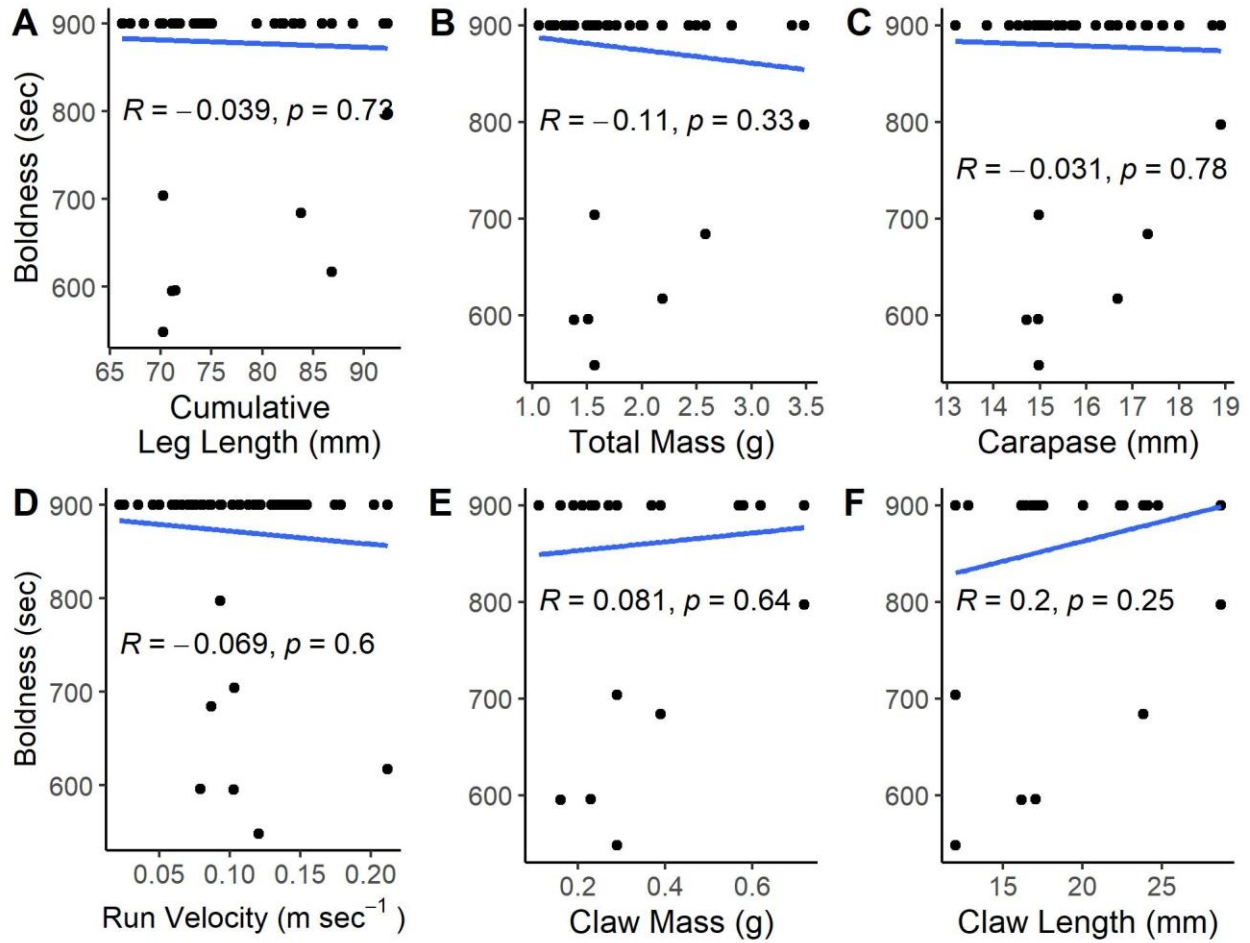 A
B
C
Boldness (sec)
900
800
700
600
R = −0.039, p = 0.73
65 70 75 80 85 90
Cumulative
Leg Length (mm)
900
800
700
600
R = −0.11, p = 0.33
1.0 1.5 2.0 2.5 3.0 3.5
Total Mass (g)
900
800
700
600
R = −0.031, p = 0.78
13 14 15 16 17 18 19
Carapase (mm)
D
E
F
Boldness (sec)
900
800
700
600
R = −0.069, p = 0.6
0.05 0.10 0.15 0.20
Run Velocity (m sec⁻¹ )
900
800
700
600
R = 0.081, p = 0.64
0.2 0.4 0.6
Claw Mass (g)
900
800
700
600
R = 0.2, p = 0.25
15 20 25
Claw Length (mm)